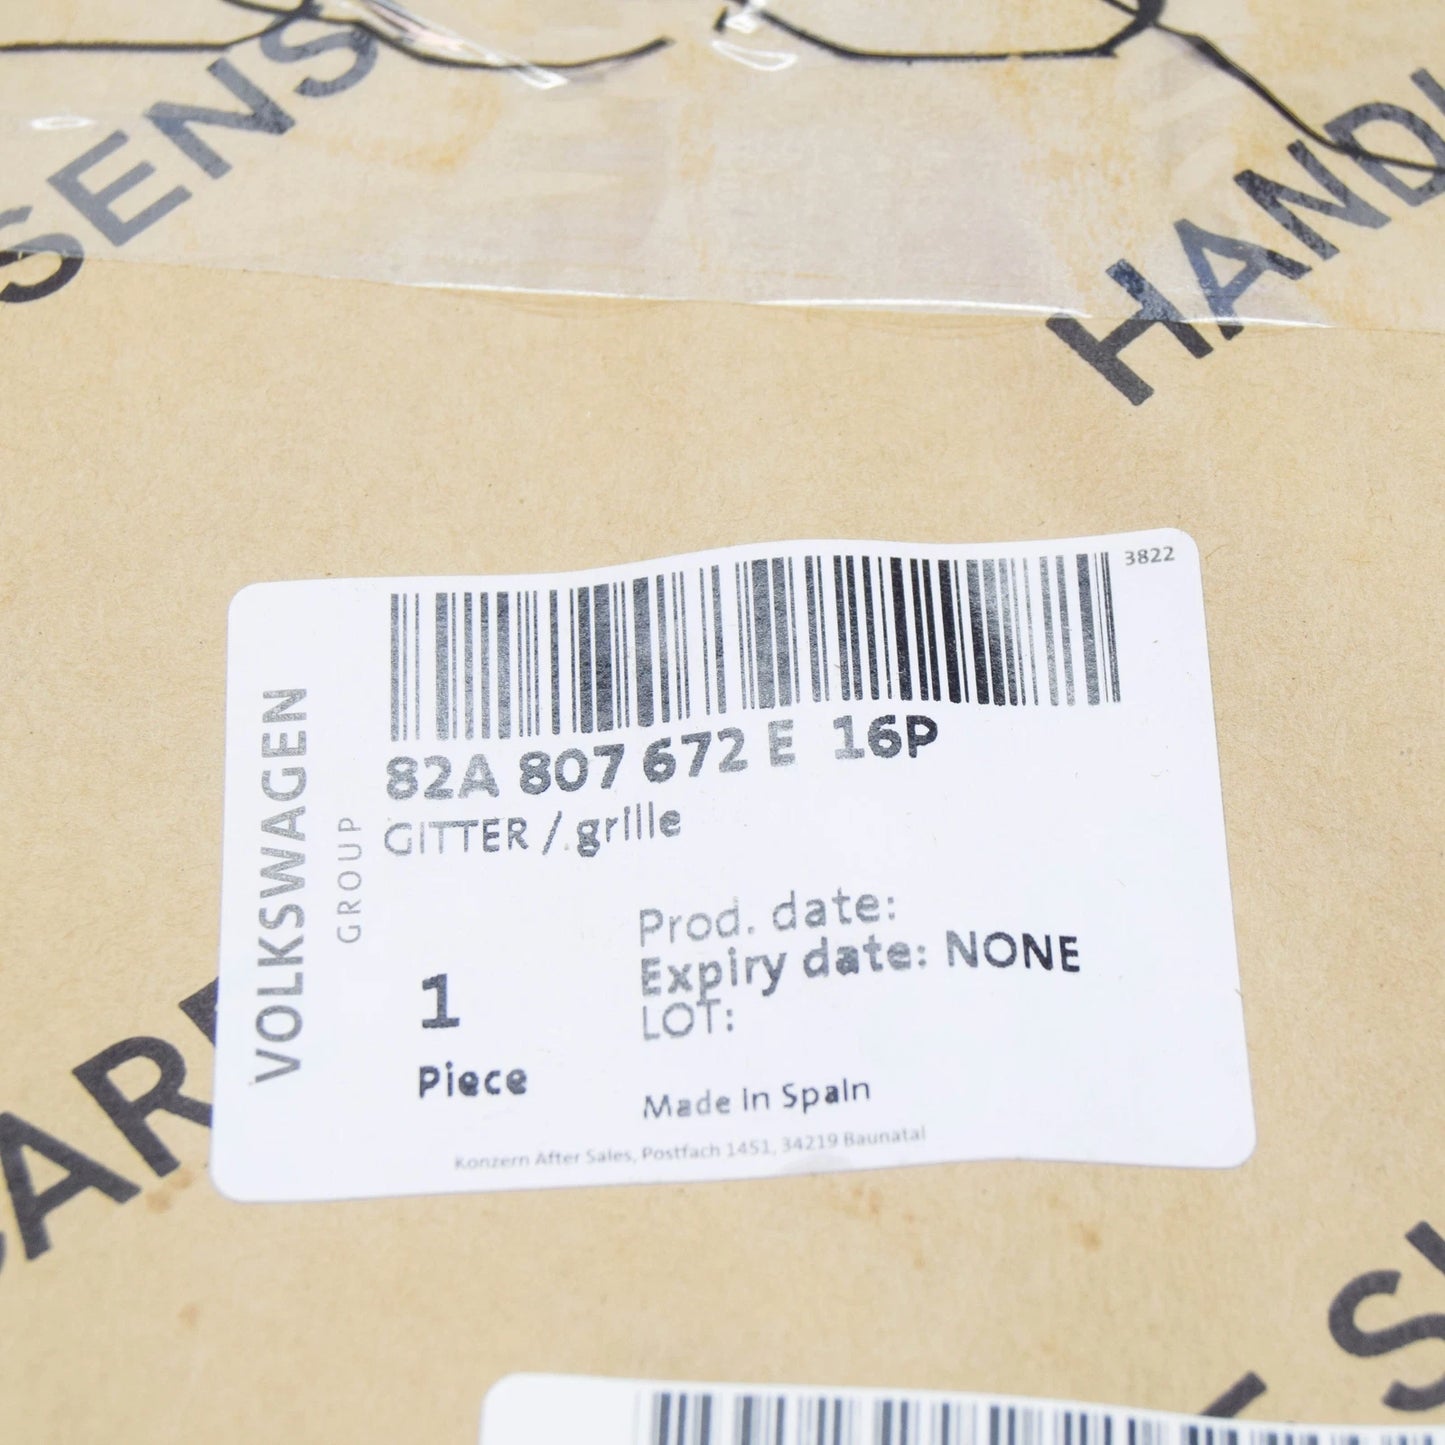 SENS
HANDL
3822
82A 807 672 E 16P
GITTER / grille
VOLKSWAGEN
GROUP
Prod. date:
Expiry date: NONE
LOT:
1
Piece
Made in Spain
Konzern After Sales, Postfach 1451, 34219 Baunatal
CAR